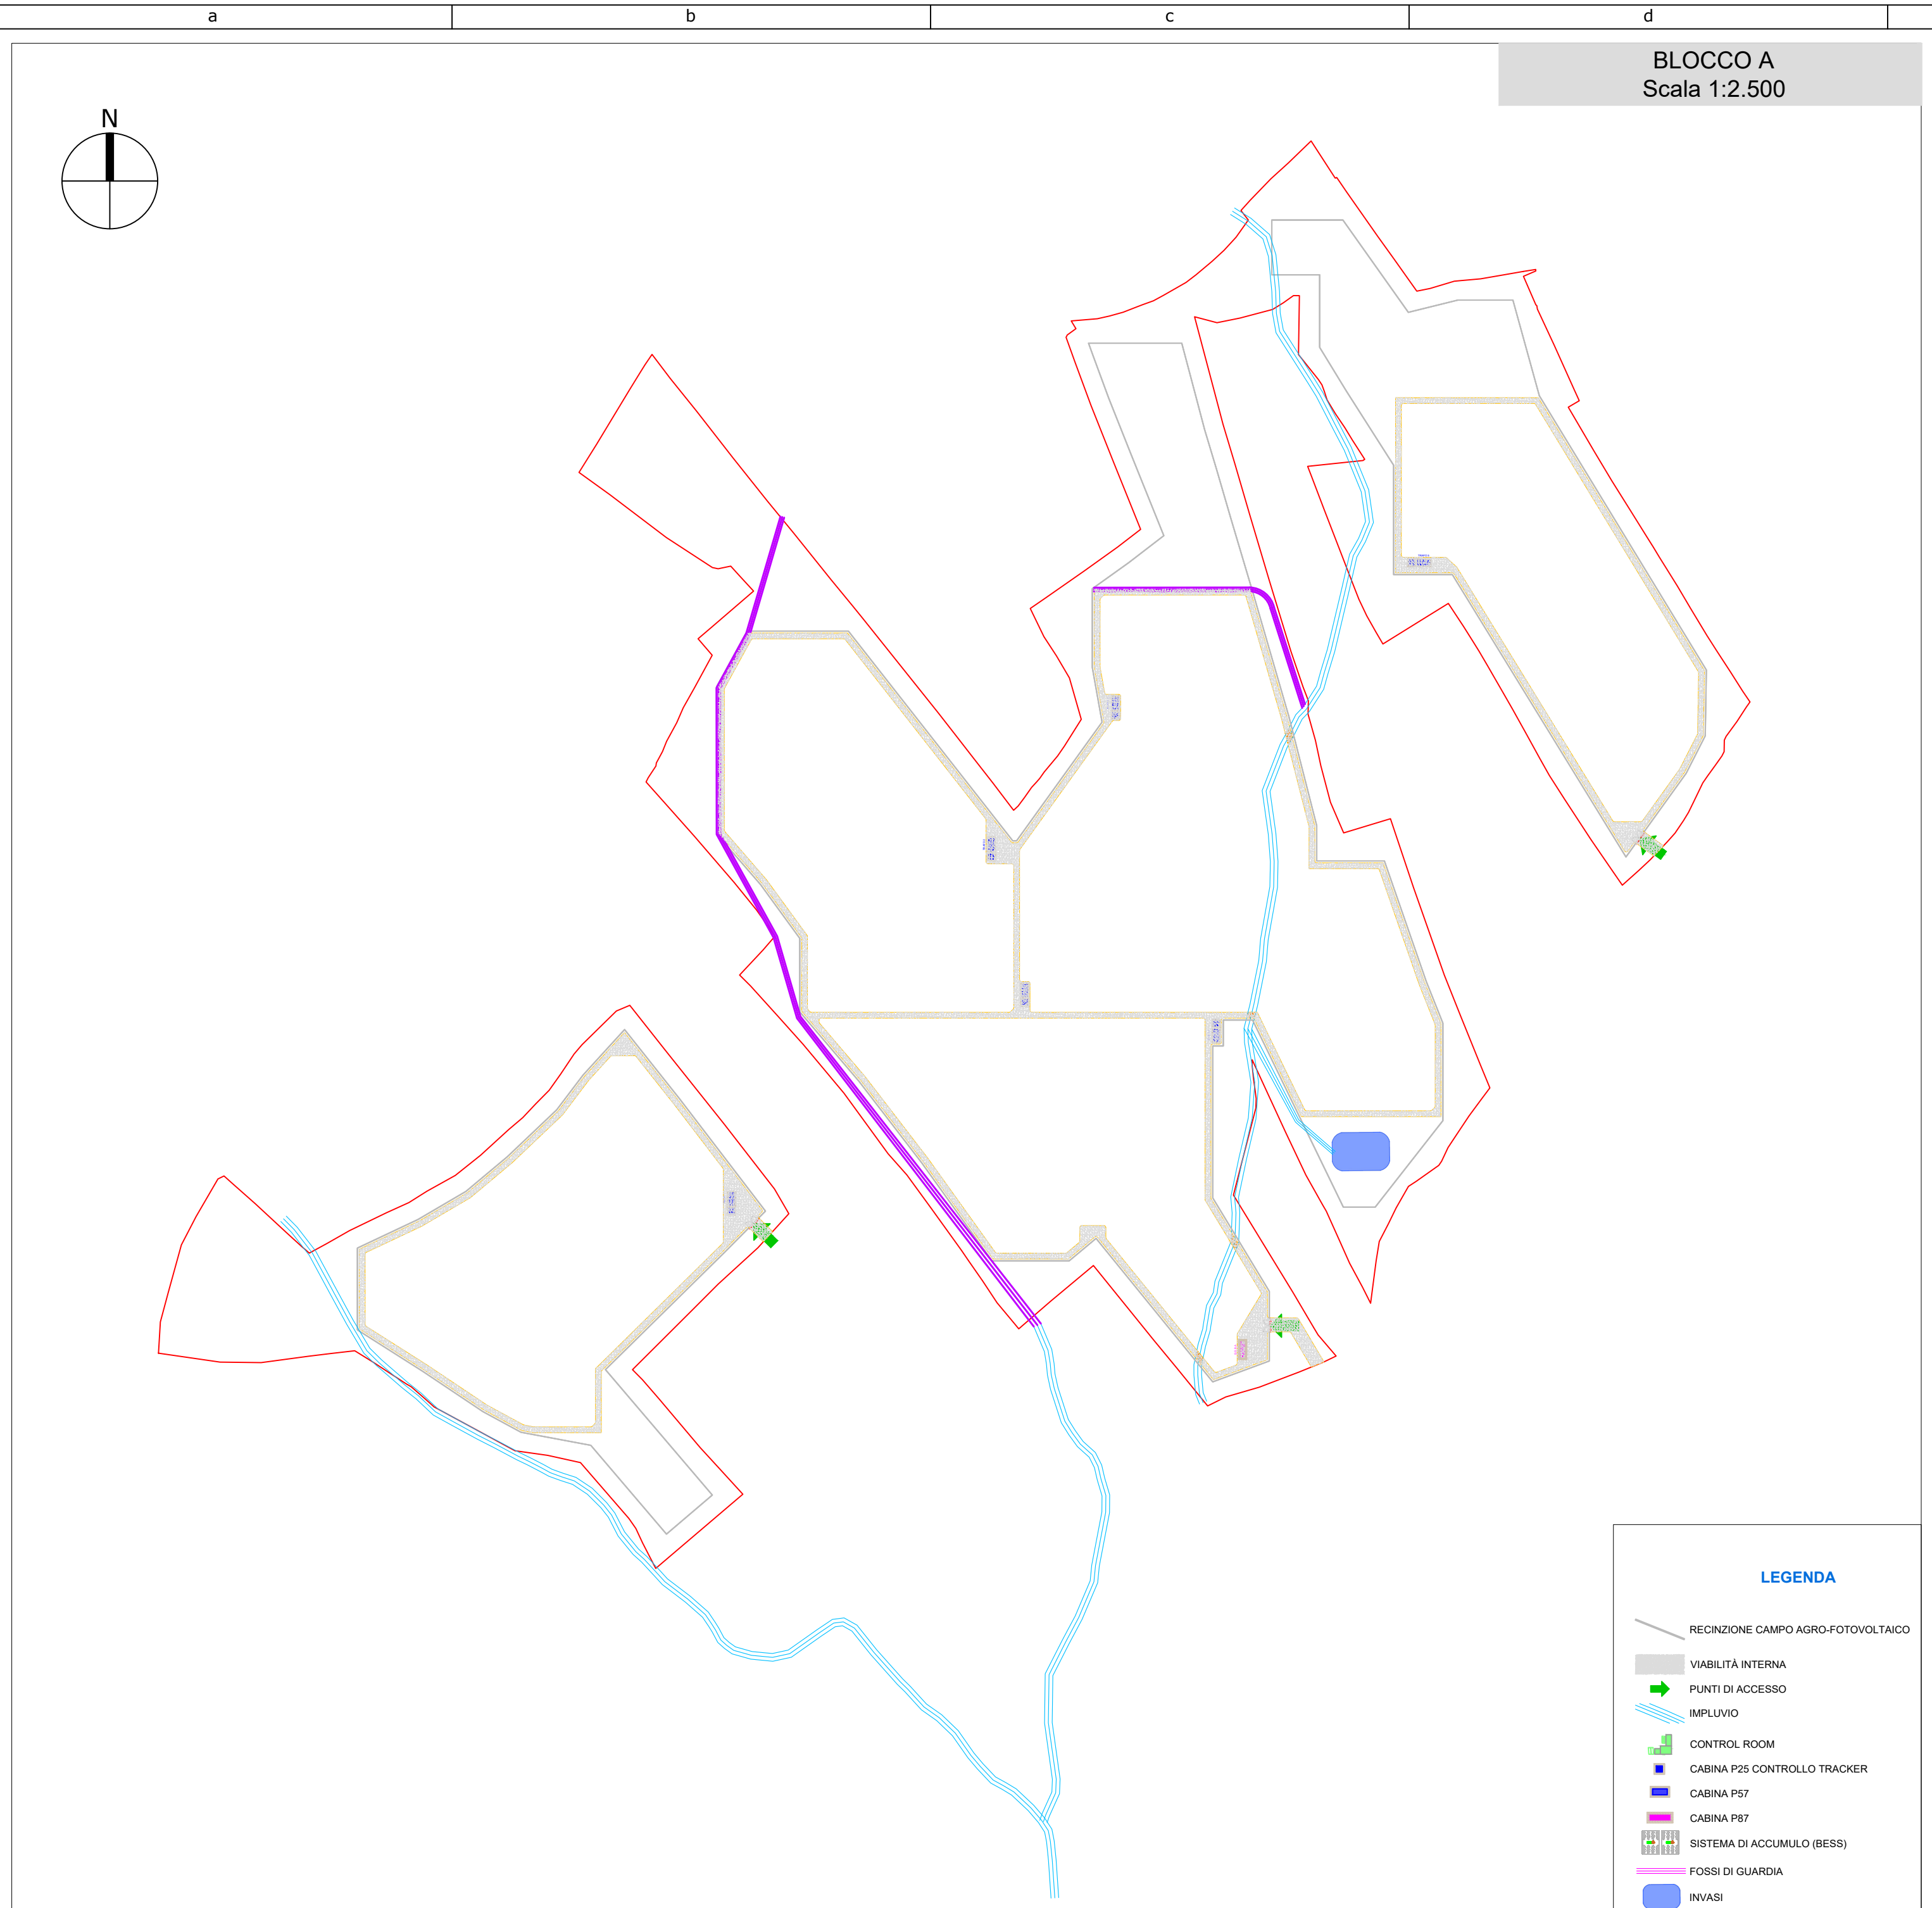 a
b
c
d
BLOCCO A
Scala 1:2.500
N
LEGENDA
RECINZIONE CAMPO AGRO-FOTOVOLTAICO
VIABILITÀ INTERNA
PUNTI DI ACCESSO
IMPLUVIO
CONTROL ROOM
CABINA P25 CONTROLLO TRACKER
CABINA P57
CABINA P87
SISTEMA DI ACCUMULO (BESS)
FOSSI DI GUARDIA
INVASI